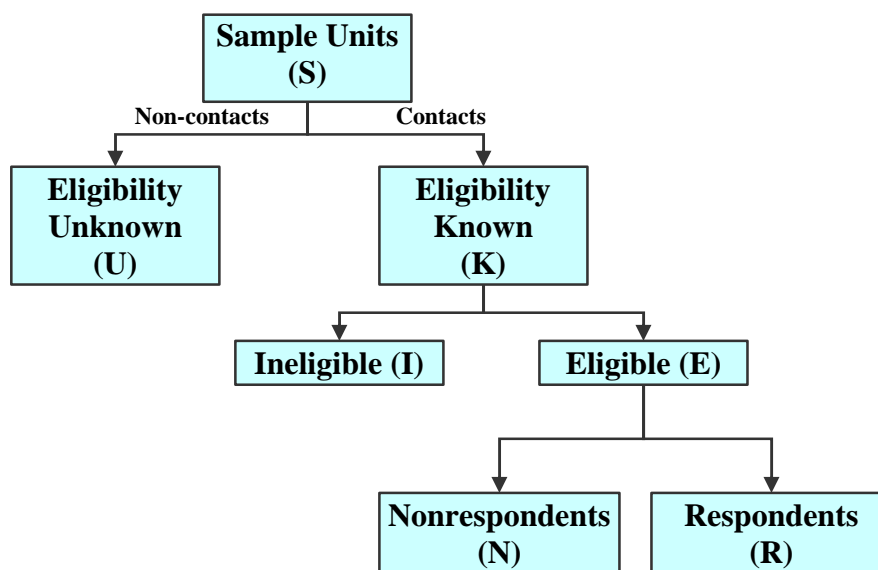 Sample Units
(S)
Non-contacts
Contacts
Eligibility
Unknown
(U)
Eligibility
Known
(K)
Ineligible (I)
Eligible (E)
Nonrespondents
(N)
Respondents
(R)